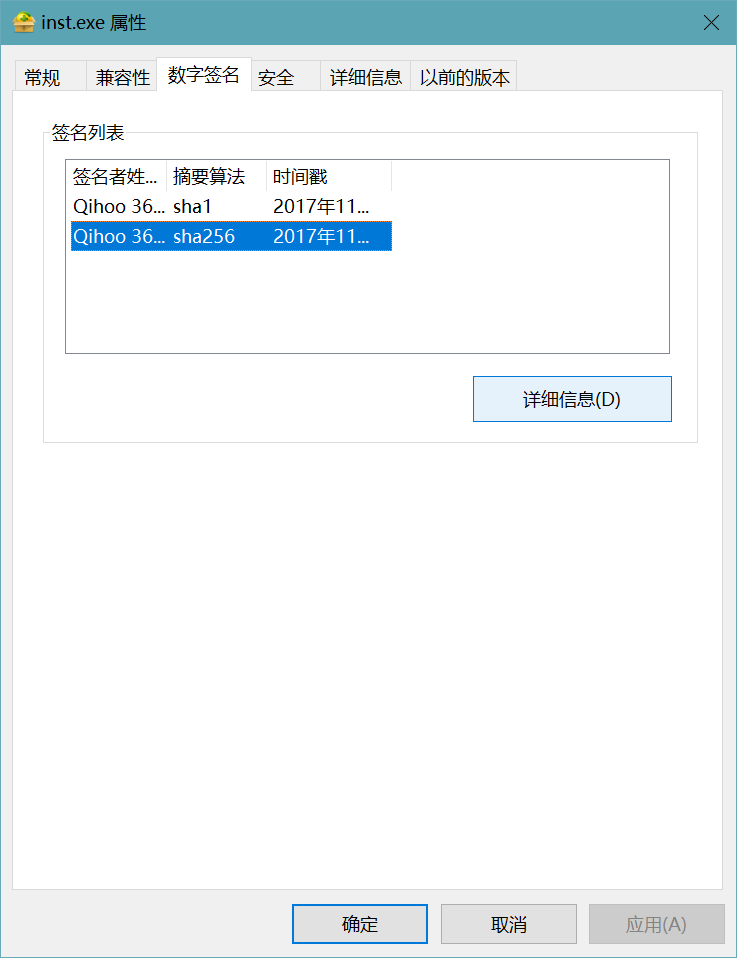 inst.exe 属性
常规 兼容性 数字签名 安全 详细信息 以前的版本
签名列表
签名者姓... 摘要算法 时间戳
Qihoo 36... sha1 2017年11...
Qihoo 36... sha256 2017年11...
详细信息(D)
确定 取消 应用(A)